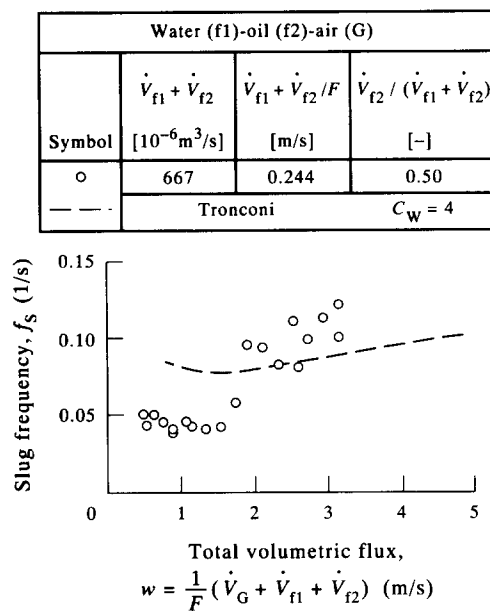 Water (f1)-oil (f2)-air (G)
Symbol
V̇f1 + V̇f2
[10⁻⁶m³/s]
V̇f1 + V̇f2 /F
[m/s]
V̇f2 / (V̇f1 + V̇f2)
[–]
667
0.244
0.50
Tronconi
CW = 4
Slug frequency, fS (1/s)
0.15
0.10
0.05
0
1
2
3
4
5
Total volumetric flux,
w = 1/F (V̇G + V̇f1 + V̇f2) (m/s)